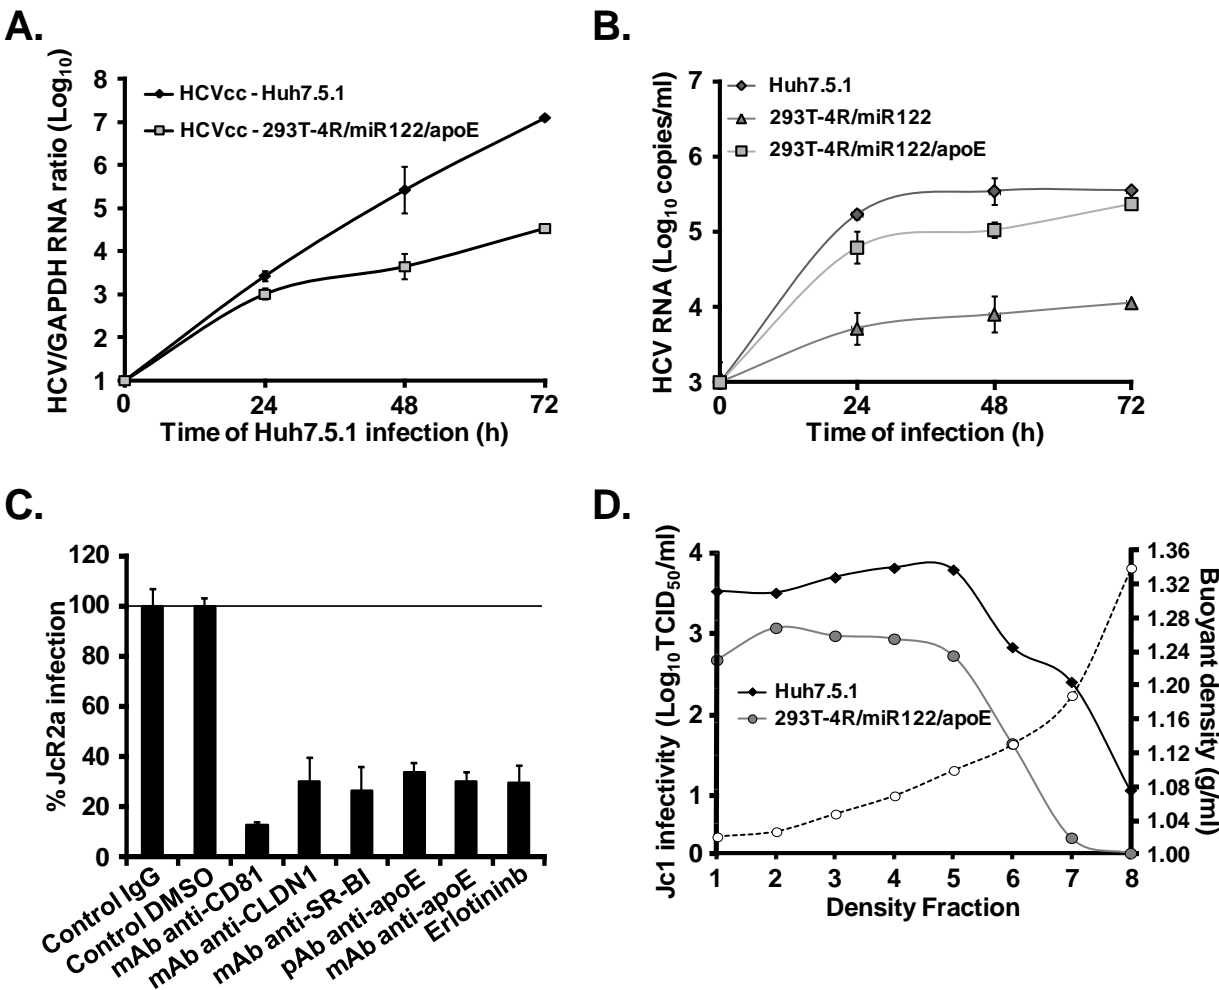 A.
HCV/GAPDH RNA ratio (Log10)
8
7
6
5
4
3
2
1
HCVcc - Huh7.5.1
HCVcc - 293T-4R/miR122/apoE
0 24 48 72
Time of Huh7.5.1 infection (h)
B.
HCV RNA (Log10 copies/ml)
7
6
5
4
3
Huh7.5.1
293T-4R/miR122
293T-4R/miR122/apoE
0 24 48 72
Time of infection (h)
C.
% JcR2a infection
120
100
80
60
40
20
0
Control IgG
Control DMSO
mAb anti-CD81
mAb anti-CLDN1
mAb anti-SR-BI
pAb anti-apoE
mAb anti-apoE
Erlotininb
D.
Jc1 infectivity (Log10 TCID50/ml)
4
3
2
1
0
Huh7.5.1
293T-4R/miR122/apoE
1 2 3 4 5 6 7 8
Density Fraction
1.36
1.32
1.28
1.24
1.20
1.16
1.12
1.08
1.04
1.00
Buoyant density (g/ml)